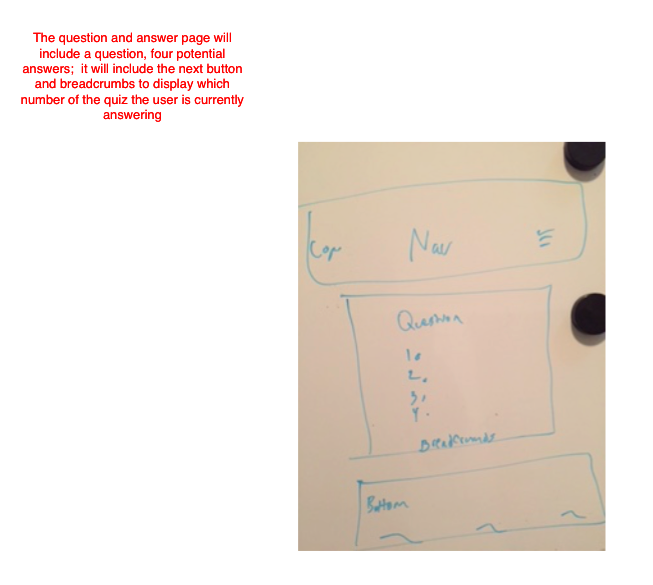 The question and answer page will
include a question, four potential
answers;  it will include the next button
and breadcrumbs to display which
number of the quiz the user is currently
answering
Nav
Question
1.
2.
3.
4.
Breadcrumbs
Bottom